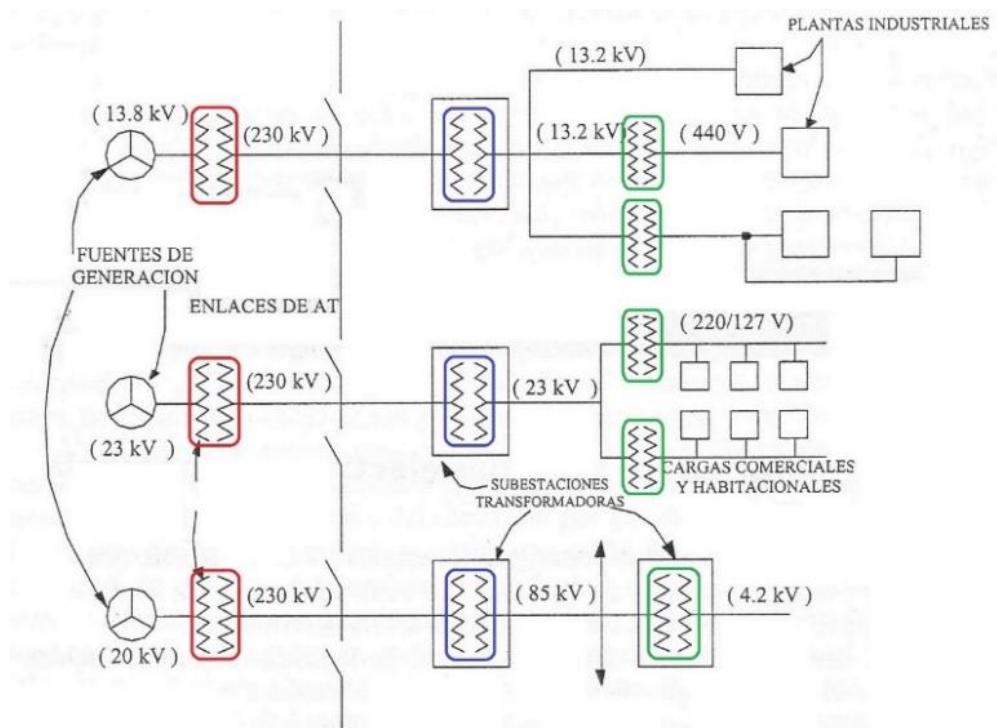 PLANTAS INDUSTRIALES
( 13.2 kV)
( 13.8 kV )
(230 kV)
(13.2 kV)
( 440 V )
FUENTES DE
GENERACION
ENLACES DE AT
( 220/127 V)
(230 kV)
( 23 kV )
( 23 kV )
CARGAS COMERCIALES
Y HABITACIONALES
SUBESTACIONES
TRANSFORMADORAS
(230 kV)
( 85 kV )
( 4.2 kV )
( 20 kV )